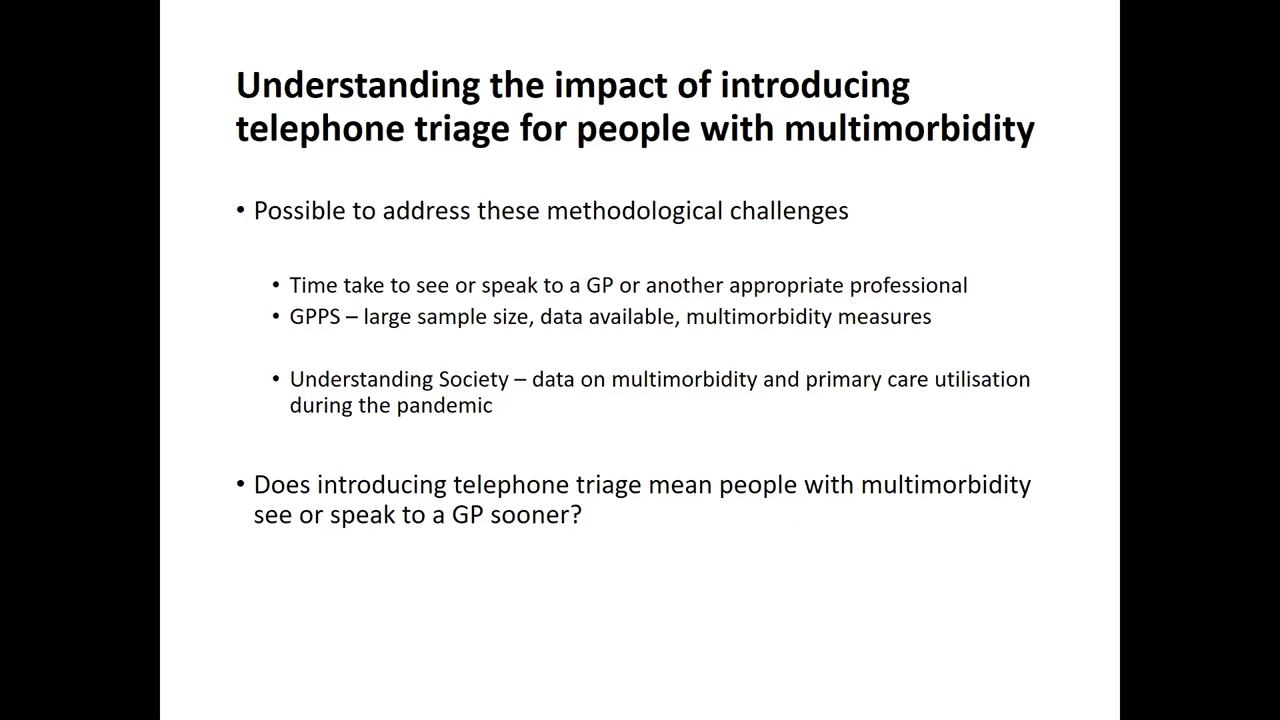 Understanding the impact of introducing
telephone triage for people with multimorbidity
• Possible to address these methodological challenges
• Time take to see or speak to a GP or another appropriate professional
• GPPS – large sample size, data available, multimorbidity measures
• Understanding Society – data on multimorbidity and primary care utilisation
during the pandemic
• Does introducing telephone triage mean people with multimorbidity
see or speak to a GP sooner?